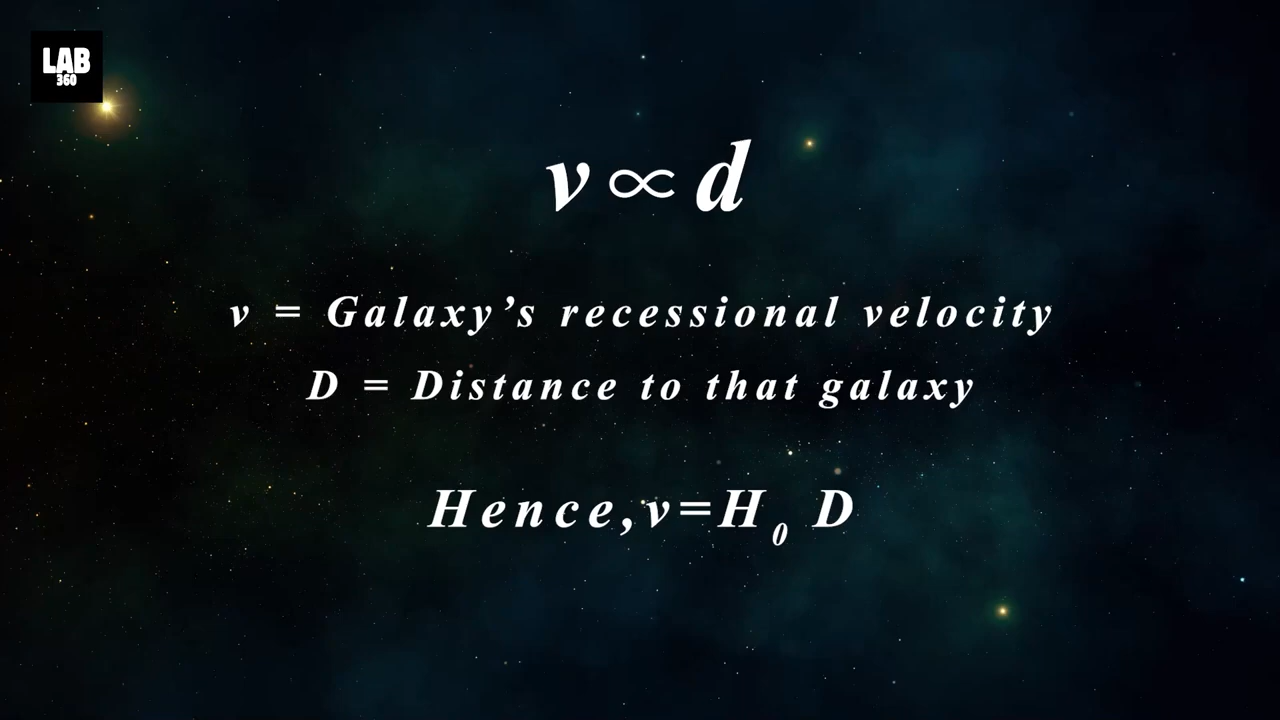 LAB
360
v ∝ d
v = Galaxy’s recessional velocity
D = Distance to that galaxy
Hence,v=H₀ D